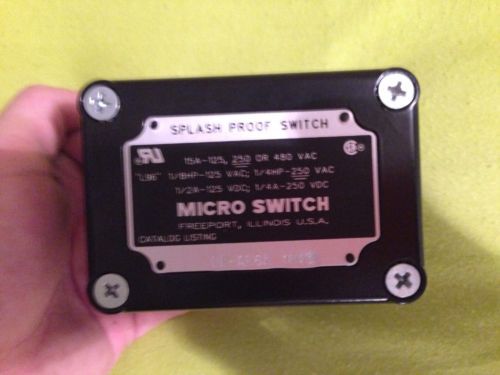 SPLASH PROOF SWITCH
15A-125, 250 OR 480 VAC
"L96" 1/8HP-125 VAC; 1/4HP-250 VAC
1/2A-125 VDC; 1/4A-250 VDC
MICRO SWITCH
FREEPORT, ILLINOIS U.S.A.
CATALOG LISTING